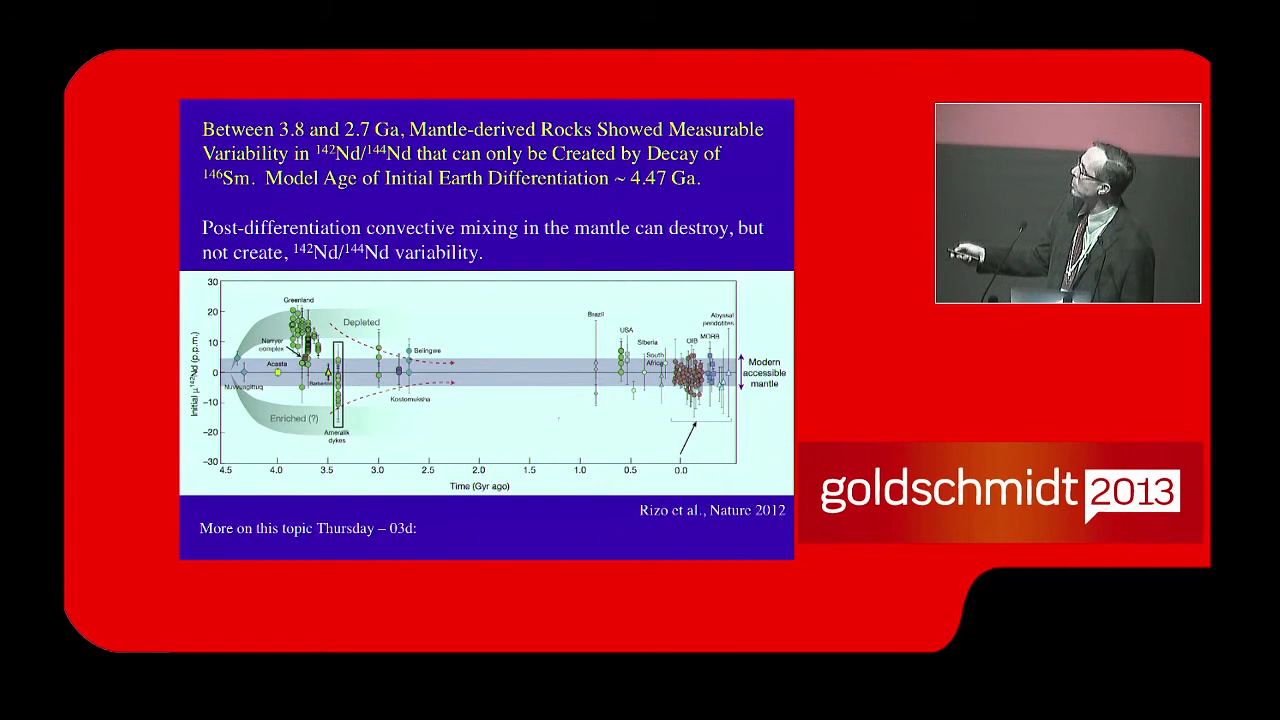 Between 3.8 and 2.7 Ga, Mantle-derived Rocks Showed Measurable
Variability in ¹⁴²Nd/¹⁴⁴Nd that can only be Created by Decay of
¹⁴⁶Sm. Model Age of Initial Earth Differentiation ~ 4.47 Ga.
Post-differentiation convective mixing in the mantle can destroy, but
not create, ¹⁴²Nd/¹⁴⁴Nd variability.
Initial μ¹⁴²Nd (p.p.m.)
30
20
10
0
−10
−20
−30
Greenland
Depleted
Narryer
complex
Acasta
Nuvvuagittuq
Barberton
Belingwe
Kostomuksha
Enriched (?)
Ameralik
dykes
Brazil
USA
Siberia
South
Africa
OIB
MORB
Abyssal
peridotites
Modern
accessible
mantle
4.5 4.0 3.5 3.0 2.5 2.0 1.5 1.0 0.5 0.0
Time (Gyr ago)
Rizo et al., Nature 2012
More on this topic Thursday – 03d:
goldschmidt 2013